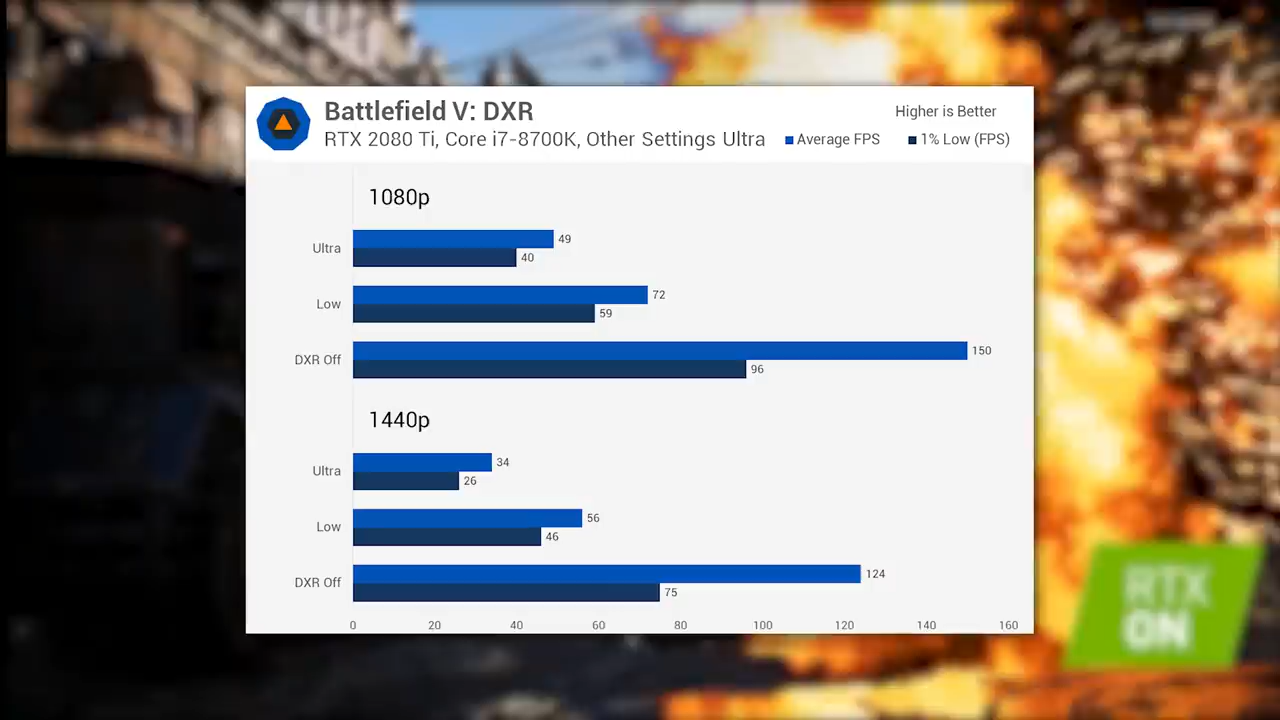 Battlefield V: DXR
Higher is Better
RTX 2080 Ti, Core i7-8700K, Other Settings Ultra
Average FPS
1% Low (FPS)
1080p
Ultra
49
40
Low
72
59
DXR Off
150
96
1440p
Ultra
34
26
Low
56
46
DXR Off
124
75
0 20 40 60 80 100 120 140 160
RTX
ON